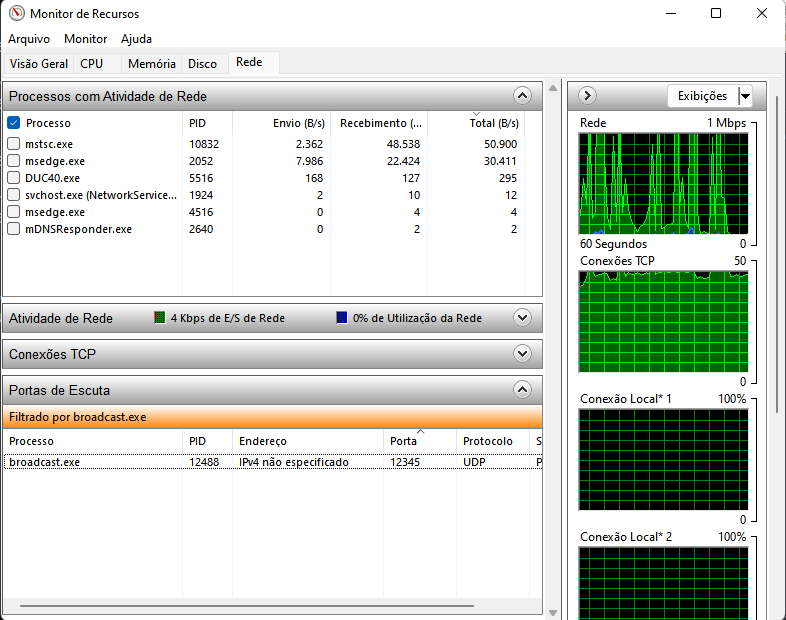 Monitor de Recursos
Arquivo Monitor Ajuda
Visão Geral CPU Memória Disco Rede
Processos com Atividade de Rede
Processo PID Envio (B/s) Recebimento (... Total (B/s)
mstsc.exe 10832 2.362 48.538 50.900
msedge.exe 2052 7.986 22.424 30.411
DUC40.exe 5516 168 127 295
svchost.exe (NetworkService... 1924 2 10 12
msedge.exe 4516 0 4 4
mDNSResponder.exe 2640 0 2 2
Atividade de Rede 4 Kbps de E/S de Rede 0% de Utilização da Rede
Conexões TCP
Portas de Escuta
Filtrado por broadcast.exe
Processo PID Endereço Porta Protocolo S
broadcast.exe 12488 IPv4 não especificado 12345 UDP P
Exibições
Rede 1 Mbps
60 Segundos 0
Conexões TCP 50
0
Conexão Local* 1 100%
0
Conexão Local* 2 100%